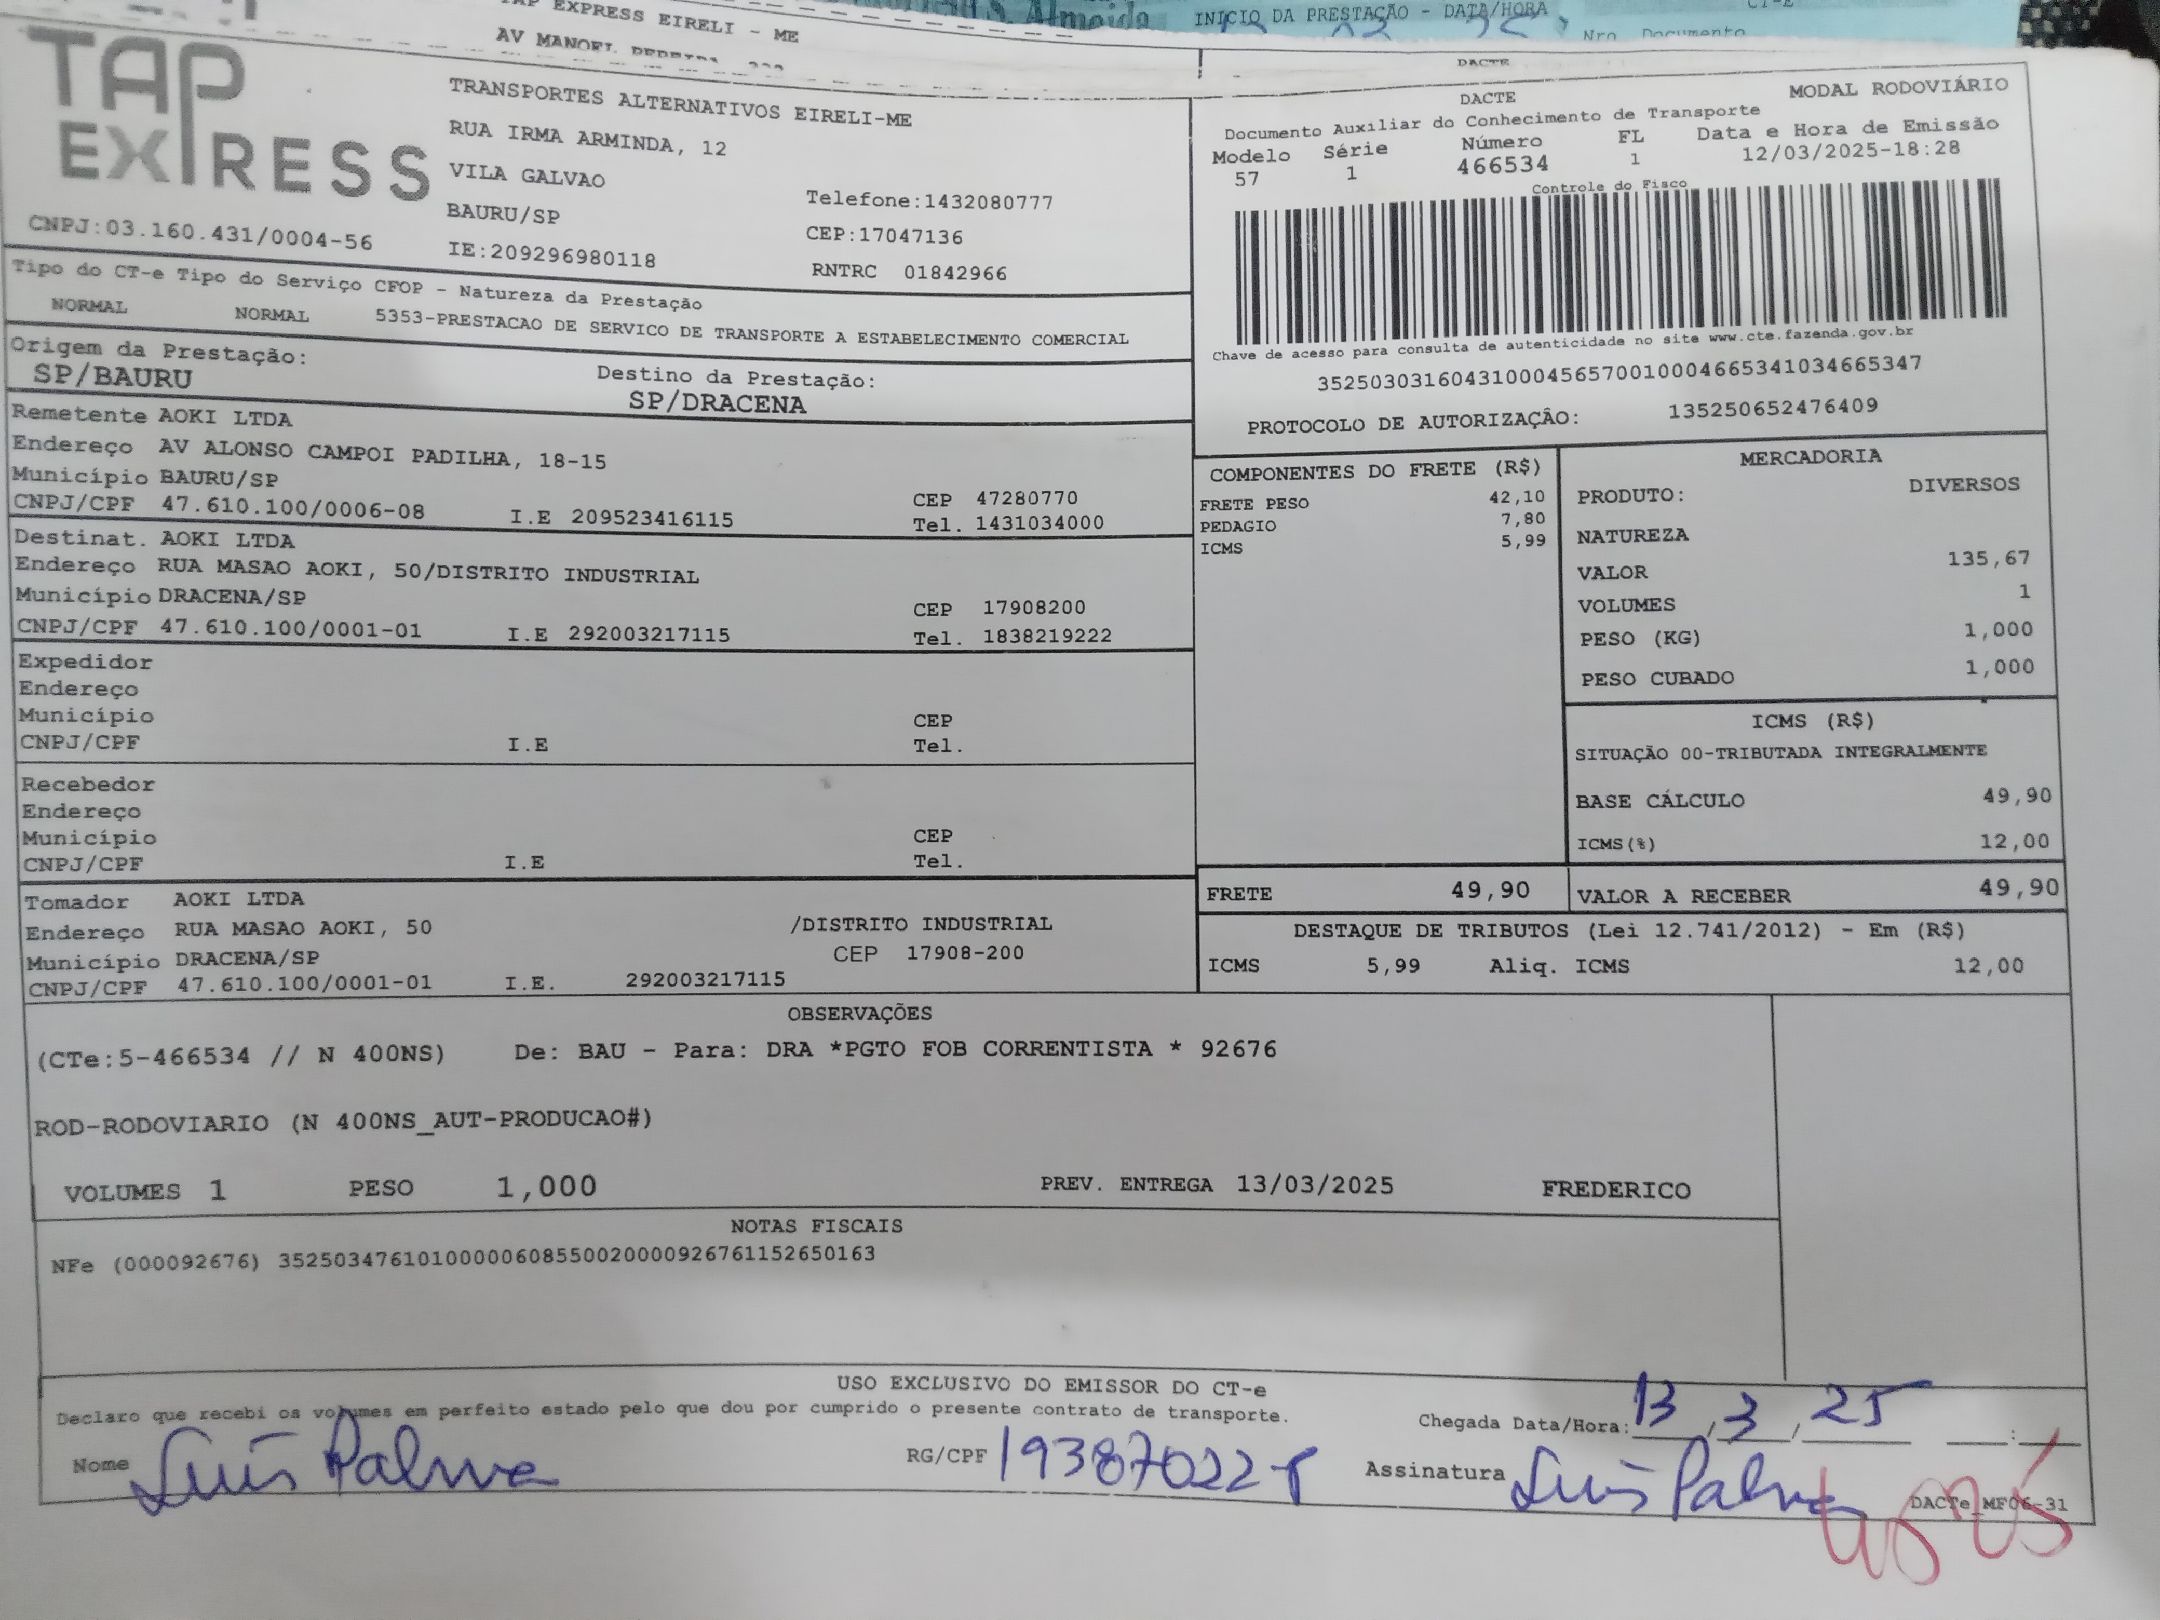 Almeida
INICIO DA PRESTAÇÃO - DATA/HORA
CT-E
Nro Documento
TAP EXPRESS EIRELI - ME
AV MANOEL PEREIRA
DACTE
TAP EXPRESS
CNPJ:03.160.431/0004-56
TRANSPORTES ALTERNATIVOS EIRELI-ME
RUA IRMA ARMINDA, 12
VILA GALVAO
BAURU/SP
IE:209296980118
Telefone:1432080777
CEP:17047136
RNTRC 01842966
DACTE
MODAL RODOVIÁRIO
Documento Auxiliar do Conhecimento de Transporte
Modelo Série Número FL Data e Hora de Emissão
57 1 466534 1 12/03/2025-18:28
Controle do Fisco
Chave de acesso para consulta de autenticidade no site www.cte.fazenda.gov.br
35250303160431000456570010004665341034665347
PROTOCOLO DE AUTORIZAÇÃO: 135250652476409
Tipo do CT-e Tipo do Serviço CFOP - Natureza da Prestação
NORMAL NORMAL 5353-PRESTACAO DE SERVICO DE TRANSPORTE A ESTABELECIMENTO COMERCIAL
Origem da Prestação: Destino da Prestação:
SP/BAURU SP/DRACENA
Remetente AOKI LTDA
Endereço AV ALONSO CAMPOI PADILHA, 18-15
Município BAURU/SP CEP 47280770
CNPJ/CPF 47.610.100/0006-08 I.E 209523416115 Tel. 1431034000
Destinat. AOKI LTDA
Endereço RUA MASAO AOKI, 50/DISTRITO INDUSTRIAL
Município DRACENA/SP CEP 17908200
CNPJ/CPF 47.610.100/0001-01 I.E 292003217115 Tel. 1838219222
Expedidor
Endereço
Município CEP
CNPJ/CPF I.E Tel.
Recebedor
Endereço
Município CEP
CNPJ/CPF I.E Tel.
Tomador AOKI LTDA
Endereço RUA MASAO AOKI, 50 /DISTRITO INDUSTRIAL
Município DRACENA/SP CEP 17908-200
CNPJ/CPF 47.610.100/0001-01 I.E. 292003217115
COMPONENTES DO FRETE (R$)
FRETE PESO 42,10
PEDAGIO 7,80
ICMS 5,99
MERCADORIA
PRODUTO: DIVERSOS
NATUREZA
VALOR 135,67
VOLUMES 1
PESO (KG) 1,000
PESO CUBADO 1,000
ICMS (R$)
SITUAÇÃO 00-TRIBUTADA INTEGRALMENTE
BASE CÁLCULO 49,90
ICMS(%) 12,00
FRETE 49,90 VALOR A RECEBER 49,90
DESTAQUE DE TRIBUTOS (Lei 12.741/2012) - Em (R$)
ICMS 5,99 Aliq. ICMS 12,00
OBSERVAÇÕES
(CTe:5-466534 // N 400NS) De: BAU - Para: DRA *PGTO FOB CORRENTISTA * 92676
ROD-RODOVIARIO (N 400NS_AUT-PRODUCAO#)
VOLUMES 1 PESO 1,000 PREV. ENTREGA 13/03/2025 FREDERICO
NOTAS FISCAIS
NFe (000092676) 35250347610100000608550020000926761152650163
USO EXCLUSIVO DO EMISSOR DO CT-e
Declaro que recebi os volumes em perfeito estado pelo que dou por cumprido o presente contrato de transporte.
Chegada Data/Hora: 13 / 3 / 25 :
Nome Luis Palma RG/CPF 19387022-8 Assinatura Luis Palma
DACTe_MF06-31